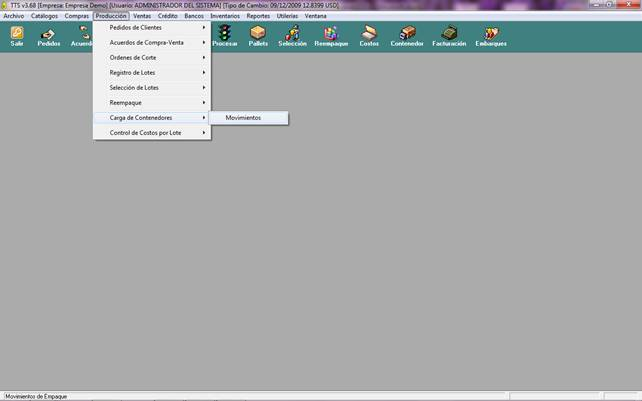 TTS v3.68 [Empresa: Empresa Demo] [Usuario: ADMINISTRADOR DEL SISTEMA] [Tipo de Cambio: 09/12/2009 12.8399 USD]
Archivo Catálogos Compras Producción Ventas Crédito Bancos Inventarios Reportes Utilerias Ventana
Salir Pedidos Acuerdo Procesar Pallets Selección Reempaque Costos Contenedor Facturación Embarques
Pedidos de Clientes
Acuerdos de Compra-Venta
Ordenes de Corte
Registro de Lotes
Selección de Lotes
Reempaque
Carga de Contenedores Movimientos
Control de Costos por Lote
Movimientos de Empaque